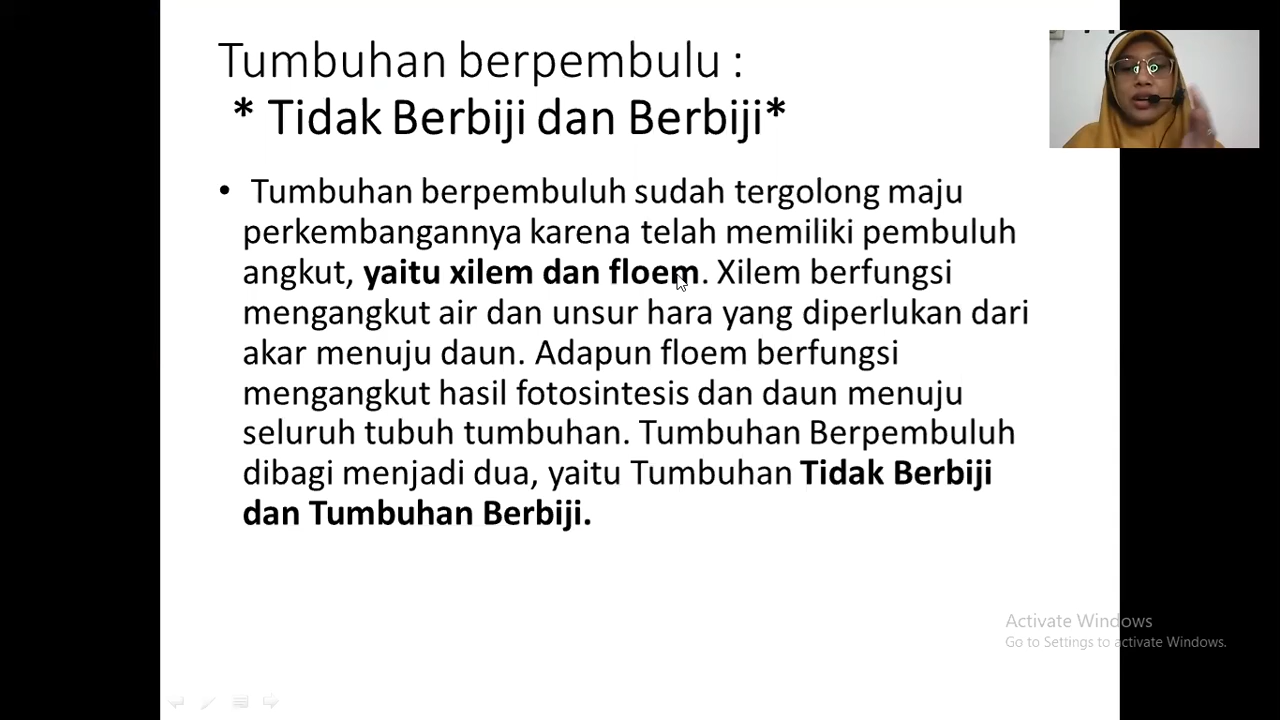 Tumbuhan berpembulu :
* Tidak Berbiji dan Berbiji*
• Tumbuhan berpembuluh sudah tergolong maju
perkembangannya karena telah memiliki pembuluh
angkut, yaitu xilem dan floem. Xilem berfungsi
mengangkut air dan unsur hara yang diperlukan dari
akar menuju daun. Adapun floem berfungsi
mengangkut hasil fotosintesis dan daun menuju
seluruh tubuh tumbuhan. Tumbuhan Berpembuluh
dibagi menjadi dua, yaitu Tumbuhan Tidak Berbiji
dan Tumbuhan Berbiji.
Activate Windows
Go to Settings to activate Windows.